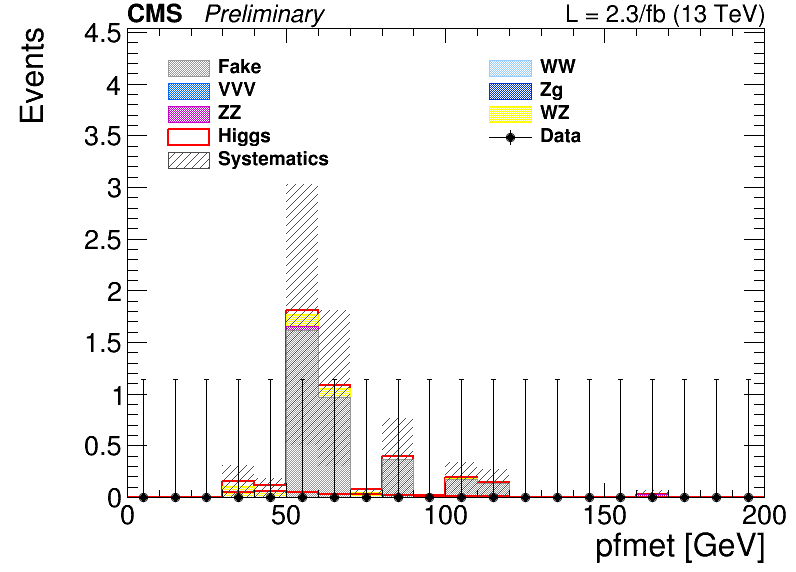 CMS Preliminary L = 2.3/fb (13 TeV)
Events
4.5
4
3.5
3
2.5
2
1.5
1
0.5
0
Fake
VVV
ZZ
Higgs
Systematics
WW
Zg
WZ
Data
0 50 100 150 200
pfmet [GeV]